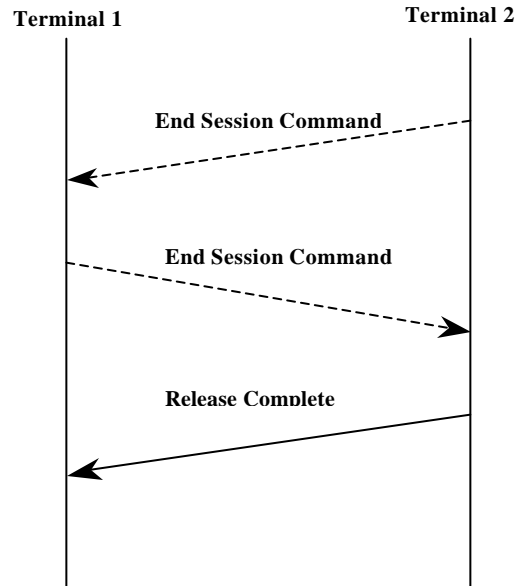 Terminal 1
Terminal 2
End Session Command
End Session Command
Release Complete